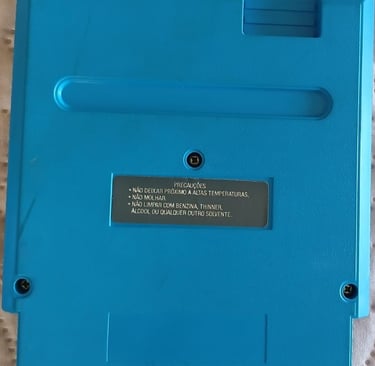 PRECAUÇÕES
• NÃO DEIXAR PRÓXIMO A ALTAS TEMPERATURAS.
• NÃO MOLHAR.
• NÃO LIMPAR COM BENZINA, THINNER,
ÁLCOOL OU QUALQUER OUTRO SOLVENTE.